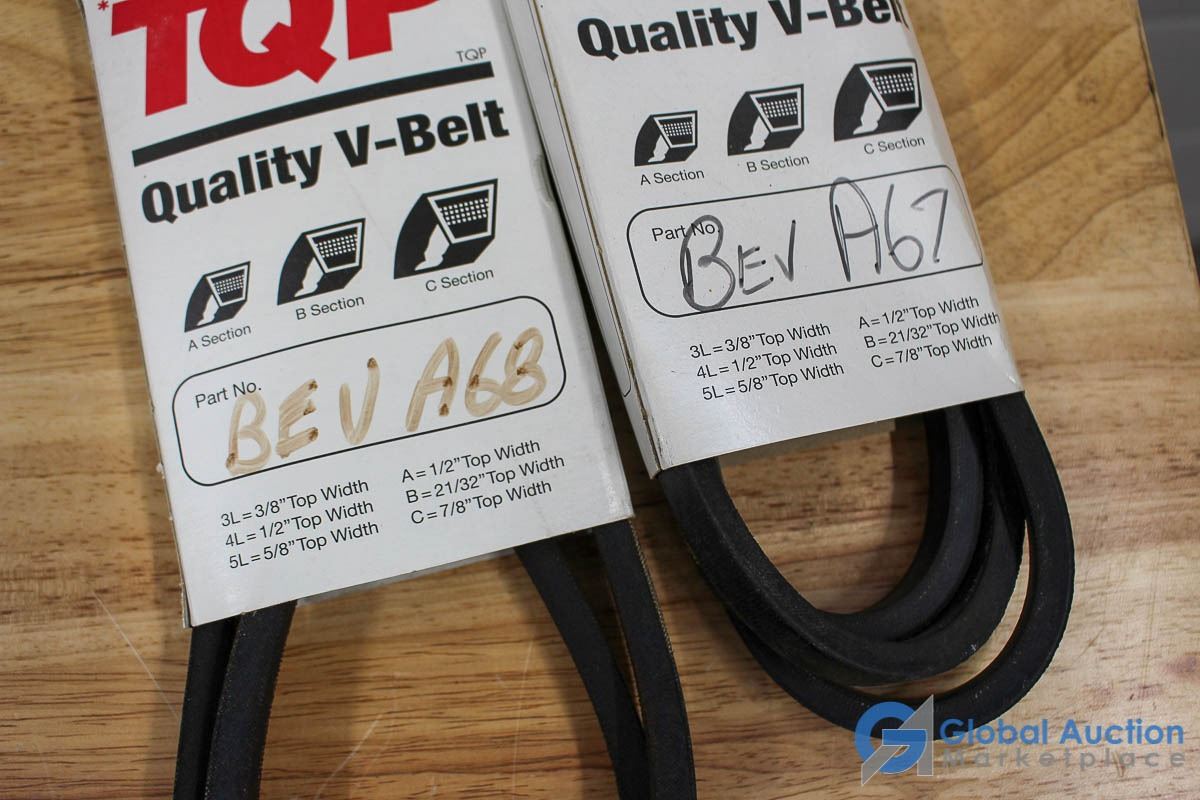 *TQP
TQP
Quality V-Belt
A Section
B Section
C Section
Part No.
BEV A68
3L=3/8" Top Width
4L=1/2" Top Width
5L=5/8" Top Width
A=1/2" Top Width
B=21/32" Top Width
C=7/8" Top Width
Quality V-Belt
A Section
B Section
C Section
Part No.
BEV A67
3L=3/8" Top Width
4L=1/2" Top Width
5L=5/8" Top Width
A=1/2" Top Width
B=21/32" Top Width
C=7/8" Top Width
Global Auction
marketplace